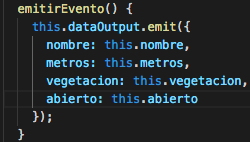 emitirEvento() {
this.dataOutput.emit({
nombre: this.nombre,
metros: this.metros,
vegetacion: this.vegetacion,
abierto: this.abierto
});
}